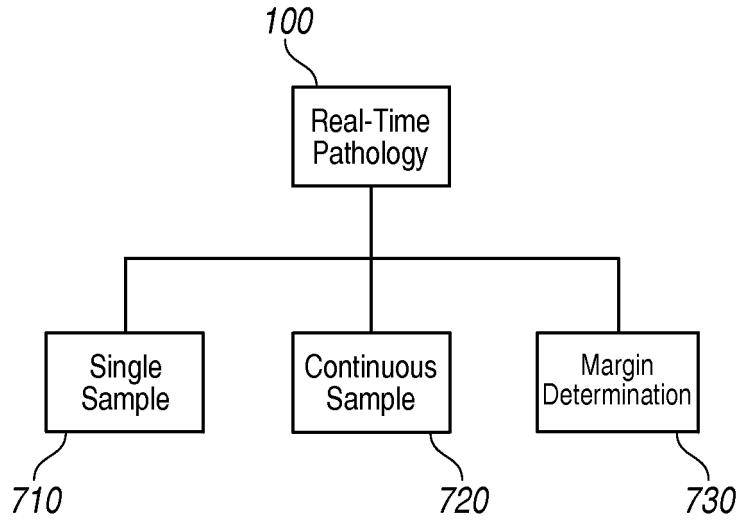 100
Real-Time
Pathology
Single
Sample
Continuous
Sample
Margin
Determination
710
720
730